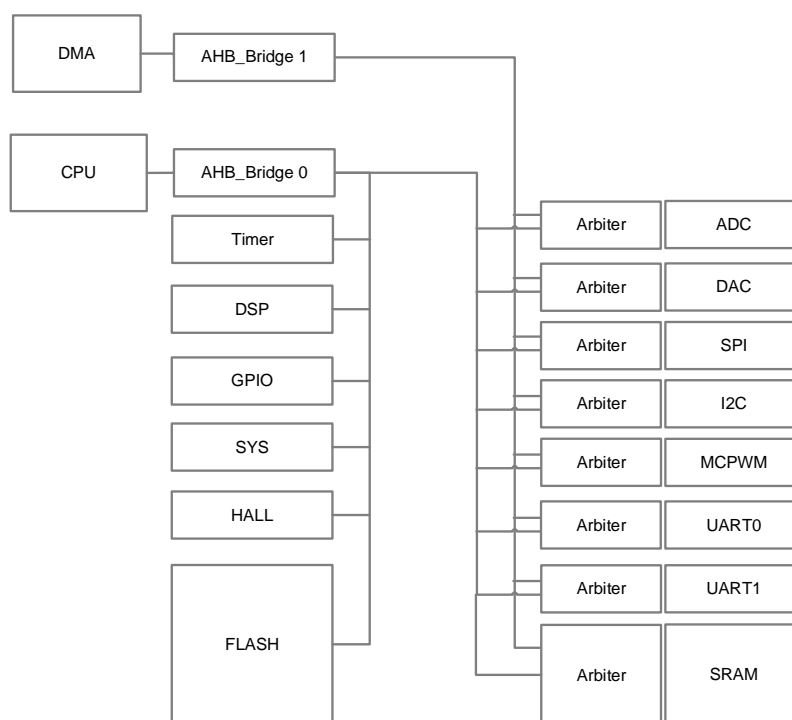 DMA
AHB_Bridge 1
CPU
AHB_Bridge 0
Timer
Arbiter
ADC
DSP
Arbiter
DAC
GPIO
Arbiter
SPI
Arbiter
I2C
SYS
Arbiter
MCPWM
HALL
Arbiter
UART0
Arbiter
UART1
FLASH
Arbiter
SRAM